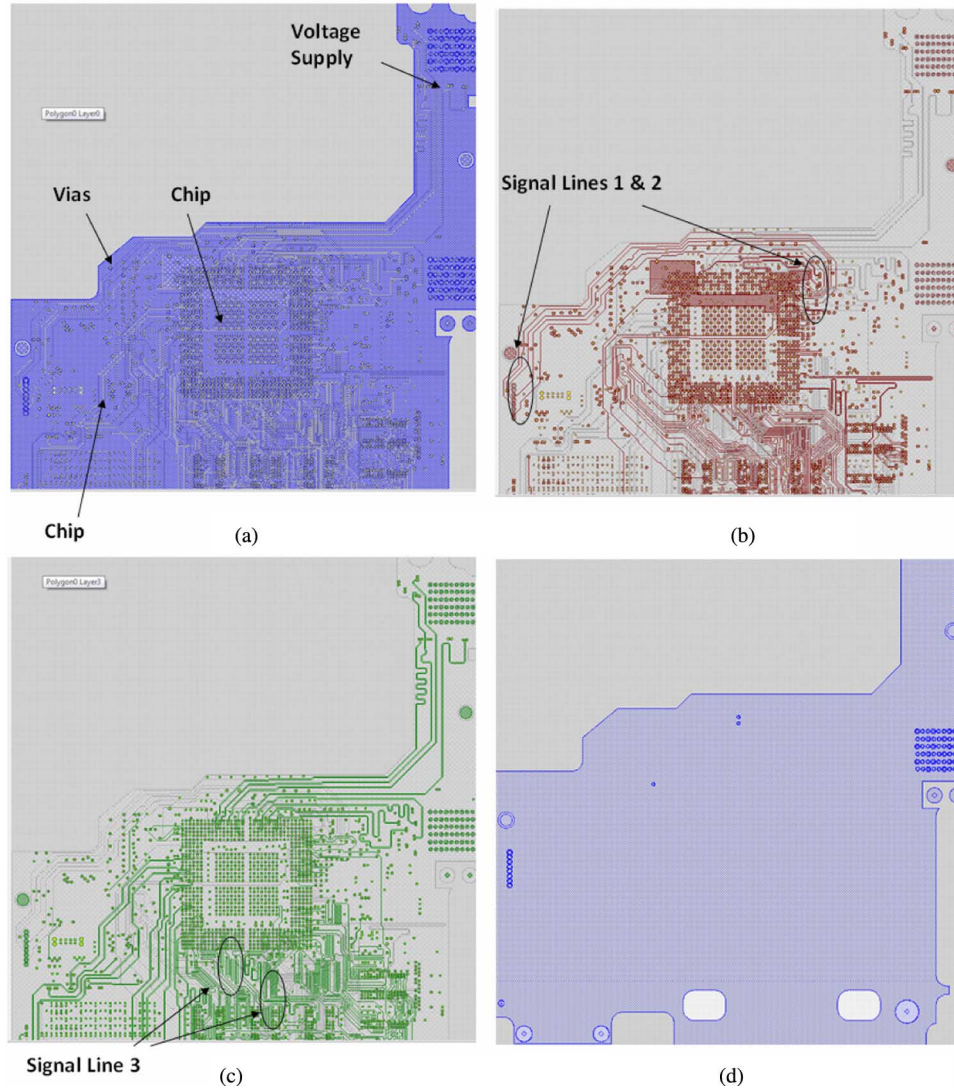 Voltage
Supply
Polygon0 Layer0
Vias
Chip
Chip
(a)
Signal Lines 1 & 2
(b)
Polygon0 Layer3
Signal Line 3
(c)
(d)